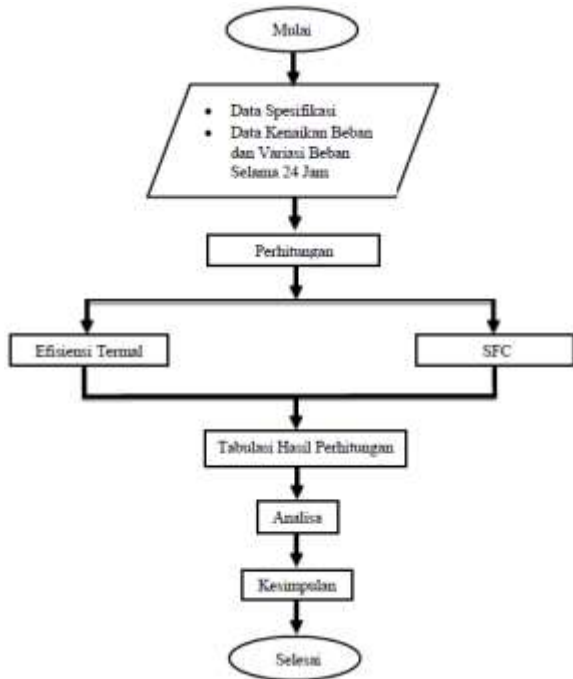 Mulai
• Data Spesifikasi
• Data Kenaikan Beban
dan Variasi Beban
Selama 24 Jam
Perhitungan
Efisiensi Termal
SFC
Tabulasi Hasil Perhitungan
Analisa
Kesimpulan
Selesai